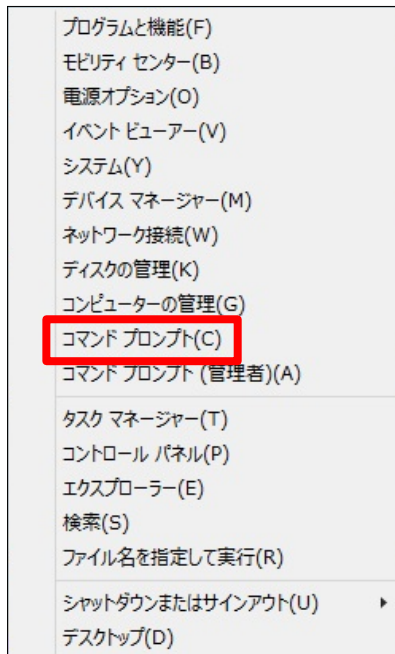 プログラムと機能(F)
モビリティ センター(B)
電源オプション(O)
イベント ビューアー(V)
システム(Y)
デバイス マネージャー(M)
ネットワーク接続(W)
ディスクの管理(K)
コンピューターの管理(G)
コマンド プロンプト(C)
コマンド プロンプト (管理者)(A)
タスク マネージャー(T)
コントロール パネル(P)
エクスプローラー(E)
検索(S)
ファイル名を指定して実行(R)
シャットダウンまたはサインアウト(U)
デスクトップ(D)